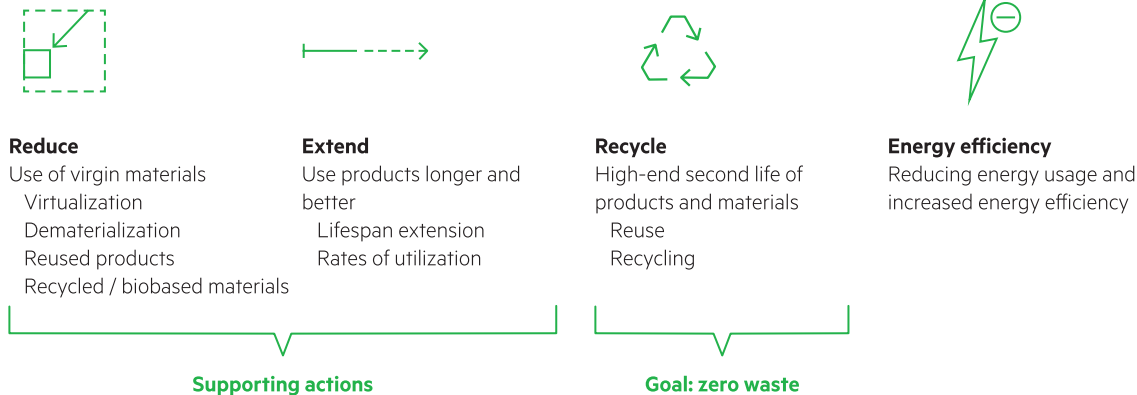 Reduce
Use of virgin materials
Virtualization
Dematerialization
Reused products
Recycled / biobased materials
Extend
Use products longer and
better
Lifespan extension
Rates of utilization
Supporting actions
Recycle
High-end second life of
products and materials
Reuse
Recycling
Goal: zero waste
Energy efficiency
Reducing energy usage and
increased energy efficiency